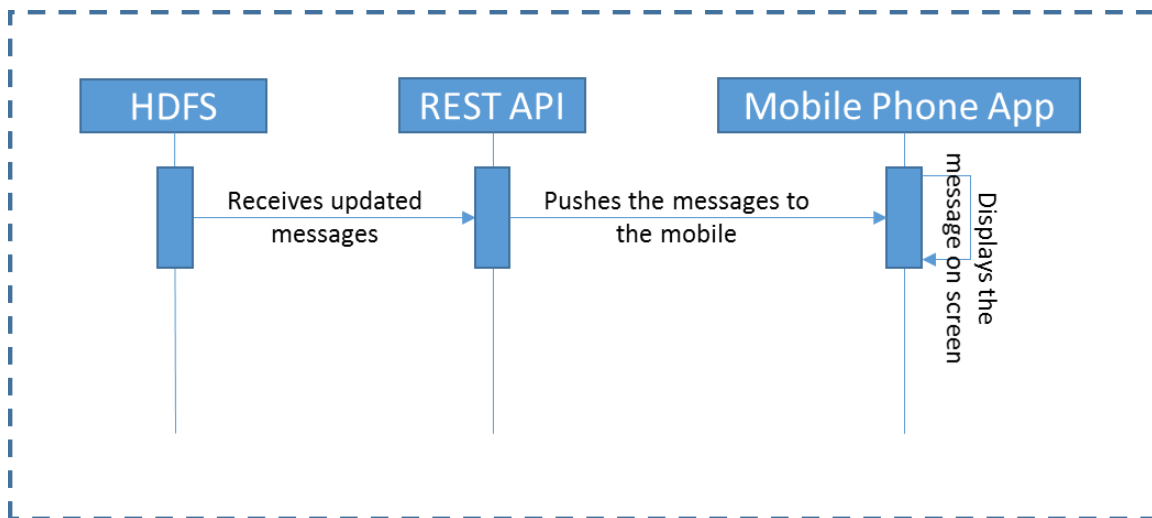 HDFS
REST API
Mobile Phone App
Receives updated
messages
Pushes the messages to
the mobile
Displays the
message on screen